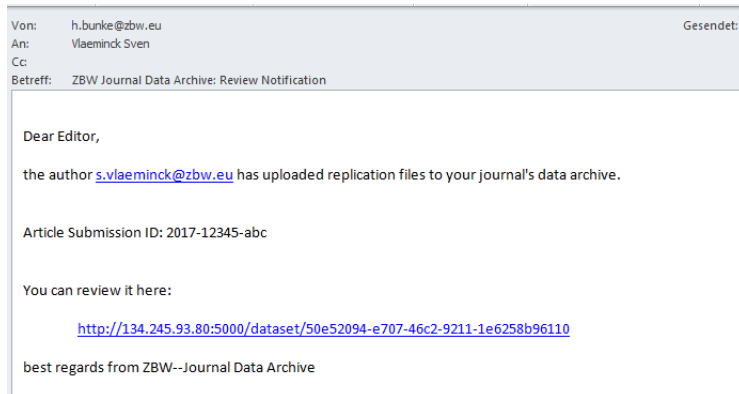 Von: h.bunke@zbw.eu Gesendet:
An: Vlaeminck Sven
Cc:
Betreff: ZBW Journal Data Archive: Review Notification
Dear Editor,
the author s.vlaeminck@zbw.eu has uploaded replication files to your journal's data archive.
Article Submission ID: 2017-12345-abc
You can review it here:
http://134.245.93.80:5000/dataset/50e52094-e707-46c2-9211-1e6258b96110
best regards from ZBW--Journal Data Archive